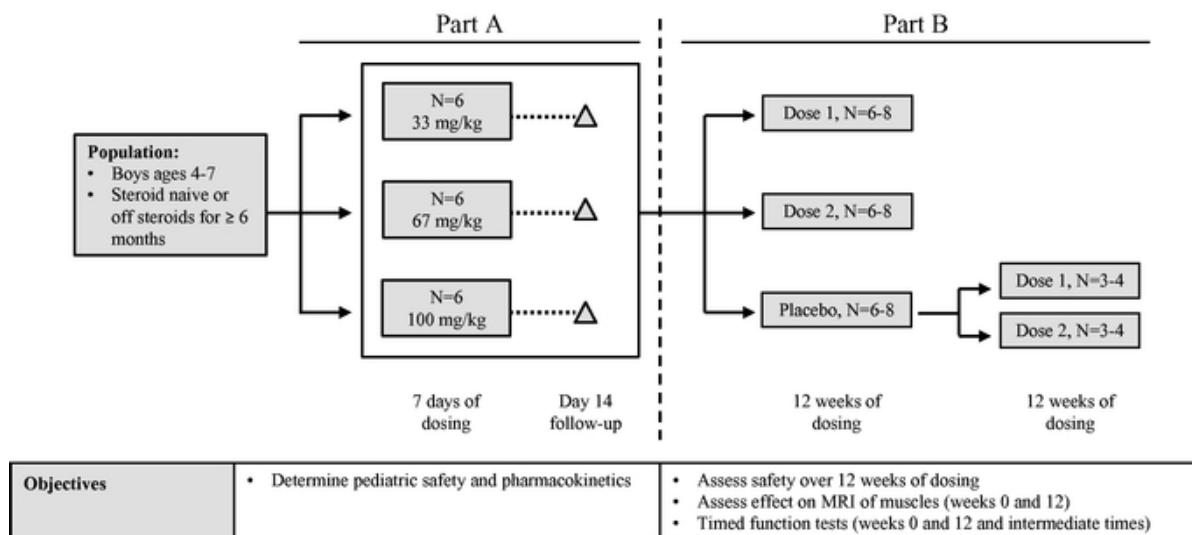 Part A
Part B
Population:
• Boys ages 4-7
• Steroid naive or
off steroids for ≥ 6
months
N=6
33 mg/kg
N=6
67 mg/kg
N=6
100 mg/kg
Dose 1, N=6-8
Dose 2, N=6-8
Placebo, N=6-8
Dose 1, N=3-4
Dose 2, N=3-4
7 days of
dosing
Day 14
follow-up
12 weeks of
dosing
12 weeks of
dosing
Objectives
• Determine pediatric safety and pharmacokinetics
• Assess safety over 12 weeks of dosing
• Assess effect on MRI of muscles (weeks 0 and 12)
• Timed function tests (weeks 0 and 12 and intermediate times)